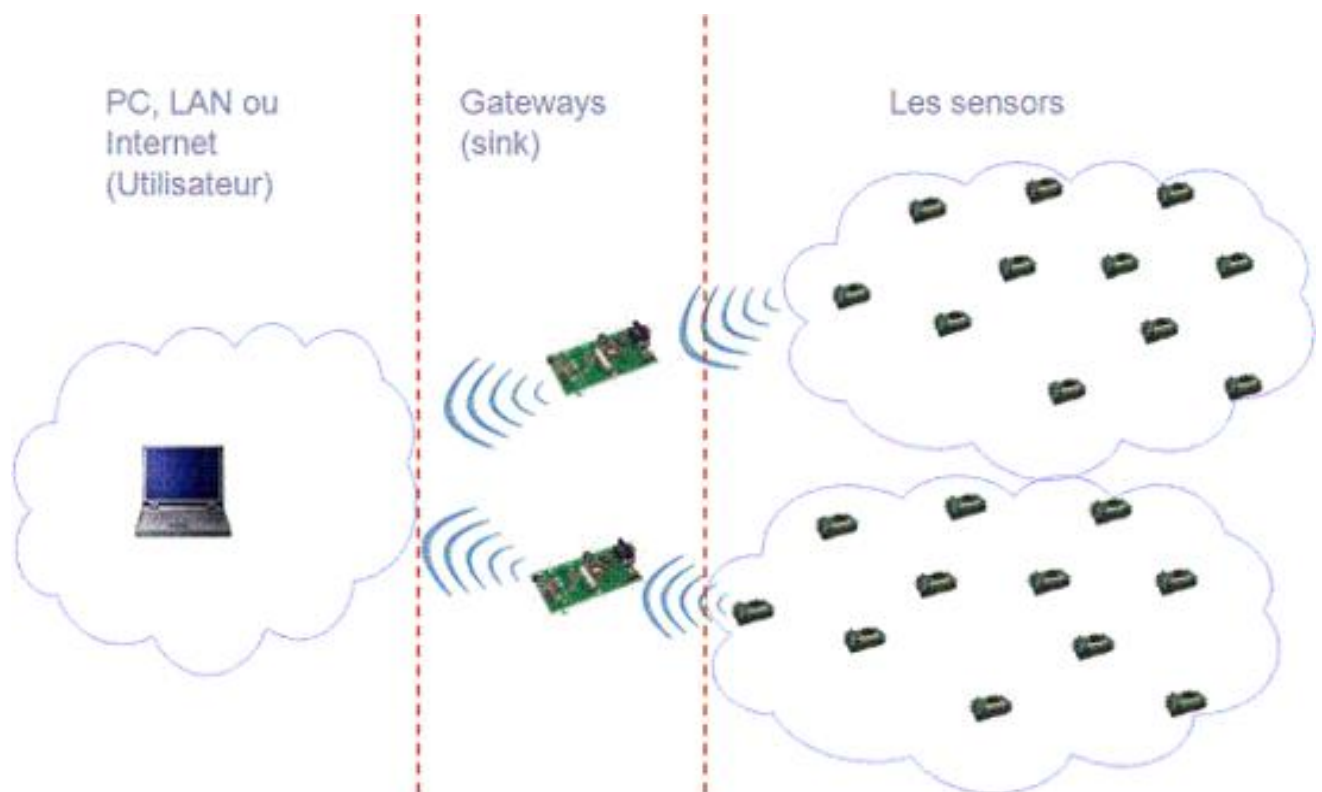 PC, LAN ou
Internet
(Utilisateur)
Gateways
(sink)
Les sensors